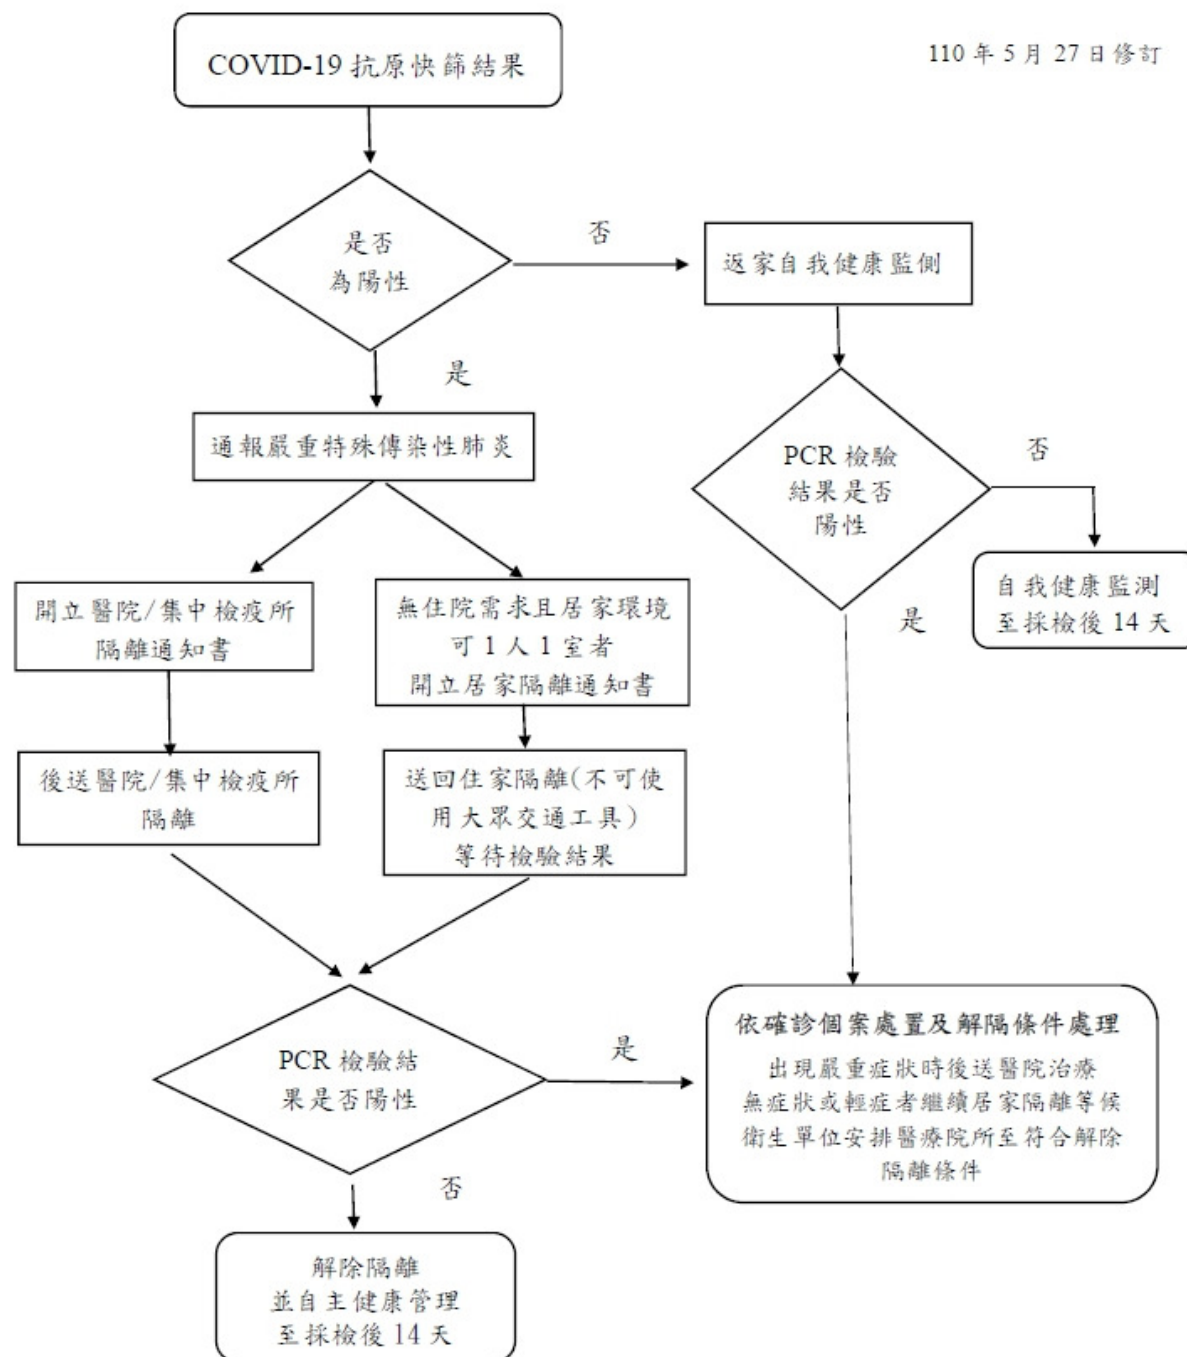 COVID-19 抗原快篩結果
110 年 5 月 27 日修訂
是否
為陽性
否
返家自我健康監側
是
通報嚴重特殊傳染性肺炎
PCR 檢驗
結果是否
陽性
否
自我健康監測
至採檢後 14 天
是
開立醫院/集中檢疫所
隔離通知書
無住院需求且居家環境
可 1 人 1 室者
開立居家隔離通知書
後送醫院/集中檢疫所
隔離
送回住家隔離(不可使
用大眾交通工具)
等待檢驗結果
PCR 檢驗結
果是否陽性
是
依確診個案處置及解隔條件處理
出現嚴重症狀時後送醫院治療
無症狀或輕症者繼續居家隔離等候
衛生單位安排醫療院所至符合解除
隔離條件
否
解除隔離
並自主健康管理
至採檢後 14 天